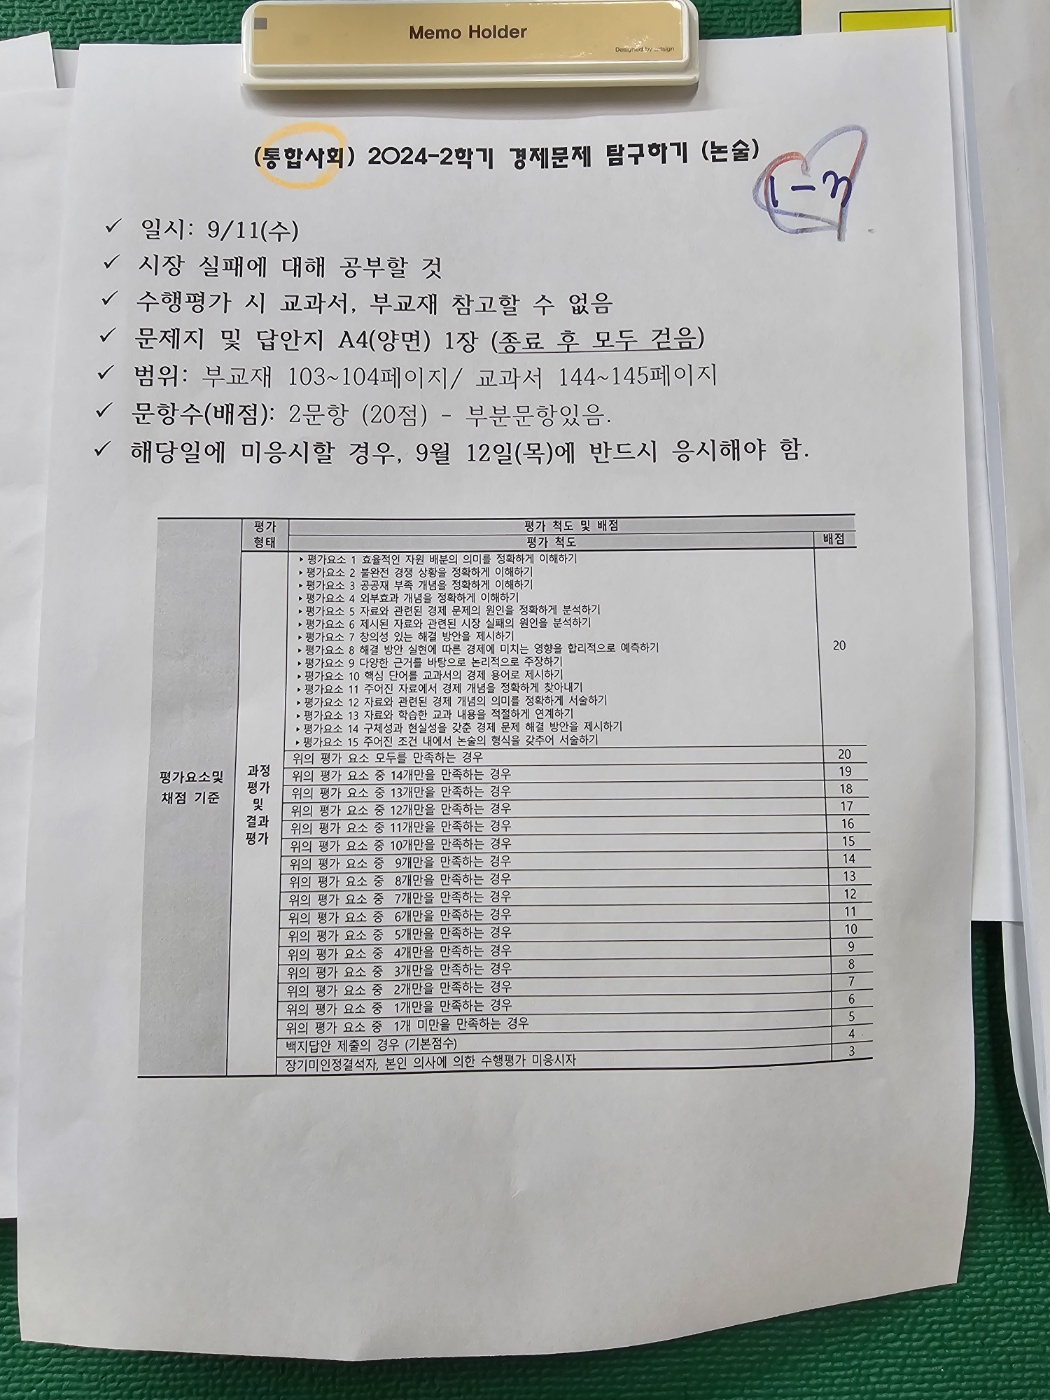 Memo Holder
(통합사회) 2024-2학기 경제문제 탐구하기 (논술)
일시: 9/11(수)
✓ 시장 실패에 대해 공부할 것
✓ 수행평가 시 교과서, 부교재 참고할 수 없음
✓ 문제지 및 답안지 A4(양면) 1장 (종료 후 모두 걷음)
✓ 범위: 부교재 103~104페이지/ 교과서 144~145페이지
✓ 문항수(배점): 2문항 (20점) - 부분문항있음.
✓ 해당일에 미응시할 경우, 9월 12일(목)에 반드시 응시해야 함.
평가 형태 평가 척도 및 배점
평가 척도 배점
▸평가요소 1 효율적인 자원 배분의 의미를 정확하게 이해하기
▸평가요소 2 불완전 경쟁 상황을 정확하게 이해하기
▸평가요소 3 공공재 부족 개념을 정확하게 이해하기
▸평가요소 4 외부효과 개념을 정확하게 이해하기
▸평가요소 5 자료와 관련된 경제 문제의 원인을 정확하게 분석하기
▸평가요소 6 제시된 자료와 관련된 시장 실패의 원인을 분석하기
▸평가요소 7 창의성 있는 해결 방안을 제시하기
▸평가요소 8 해결 방안 실현에 따른 경제에 미치는 영향을 합리적으로 예측하기
20
▸평가요소 9 다양한 근거를 바탕으로 논리적으로 주장하기
▸평가요소 10 핵심 단어를 교과서의 경제 용어로 제시하기
▸평가요소 11 주어진 자료에서 경제 개념을 정확하게 찾아내기
▸평가요소 12 자료와 관련된 경제 개념의 의미를 정확하게 서술하기
▸평가요소 13 자료와 학습한 교과 내용을 적절하게 연계하기
▸평가요소 14 구체성과 현실성을 갖춘 경제 문제 해결 방안을 제시하기
▸평가요소 15 주어진 조건 내에서 논술의 형식을 갖추어 서술하기
평가요소및 채점 기준
과정 평가 및 결과 평가
위의 평가 요소 모두를 만족하는 경우 20
위의 평가 요소 중 14개만을 만족하는 경우 19
위의 평가 요소 중 13개만을 만족하는 경우 18
위의 평가 요소 중 12개만을 만족하는 경우 17
위의 평가 요소 중 11개만을 만족하는 경우 16
위의 평가 요소 중 10개만을 만족하는 경우 15
위의 평가 요소 중 9개만을 만족하는 경우 14
위의 평가 요소 중 8개만을 만족하는 경우 13
위의 평가 요소 중 7개만을 만족하는 경우 12
위의 평가 요소 중 6개만을 만족하는 경우 11
위의 평가 요소 중 5개만을 만족하는 경우 10
위의 평가 요소 중 4개만을 만족하는 경우 9
위의 평가 요소 중 3개만을 만족하는 경우 8
위의 평가 요소 중 2개만을 만족하는 경우 7
위의 평가 요소 중 1개만을 만족하는 경우 6
위의 평가 요소 중 1개 미만을 만족하는 경우 5
백지답안 제출의 경우 (기본점수) 4
장기미인정결석자, 본인 의사에 의한 수행평가 미응시자 3